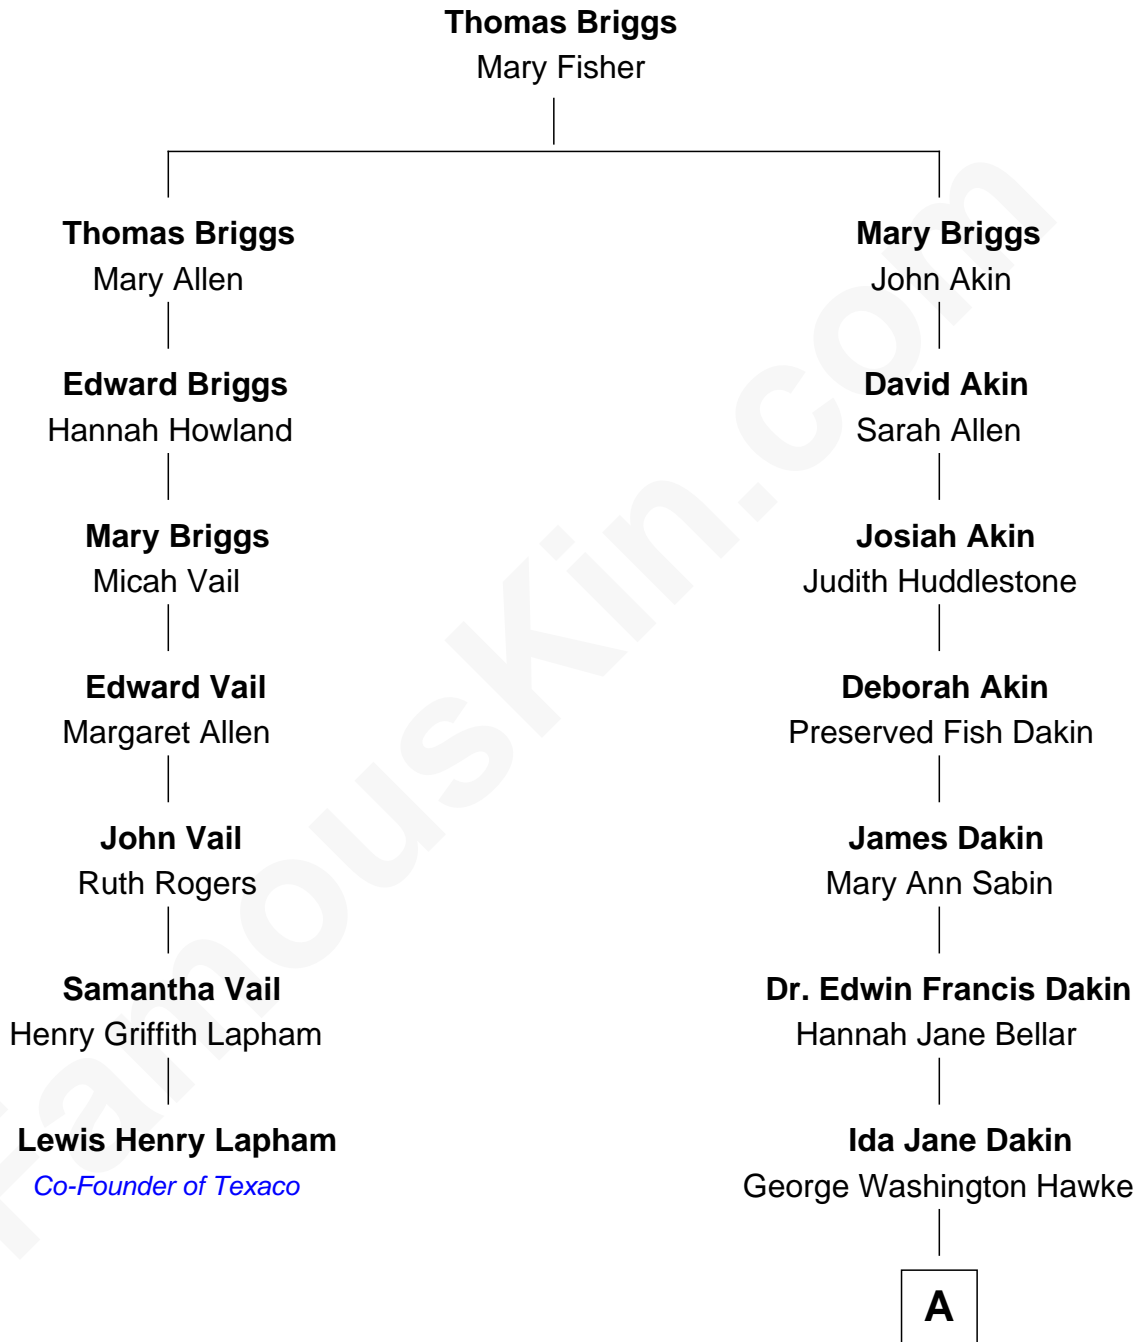 Thomas Briggs
Mary Fisher
Thomas Briggs
Mary Allen
Mary Briggs
John Akin
Edward Briggs
Hannah Howland
David Akin
Sarah Allen
Mary Briggs
Micah Vail
Josiah Akin
Judith Huddlestone
Edward Vail
Margaret Allen
Deborah Akin
Preserved Fish Dakin
John Vail
Ruth Rogers
James Dakin
Mary Ann Sabin
Samantha Vail
Henry Griffith Lapham
Dr. Edwin Francis Dakin
Hannah Jane Bellar
Lewis Henry Lapham
Co-Founder of Texaco
Ida Jane Dakin
George Washington Hawke
A
FamousKin.com